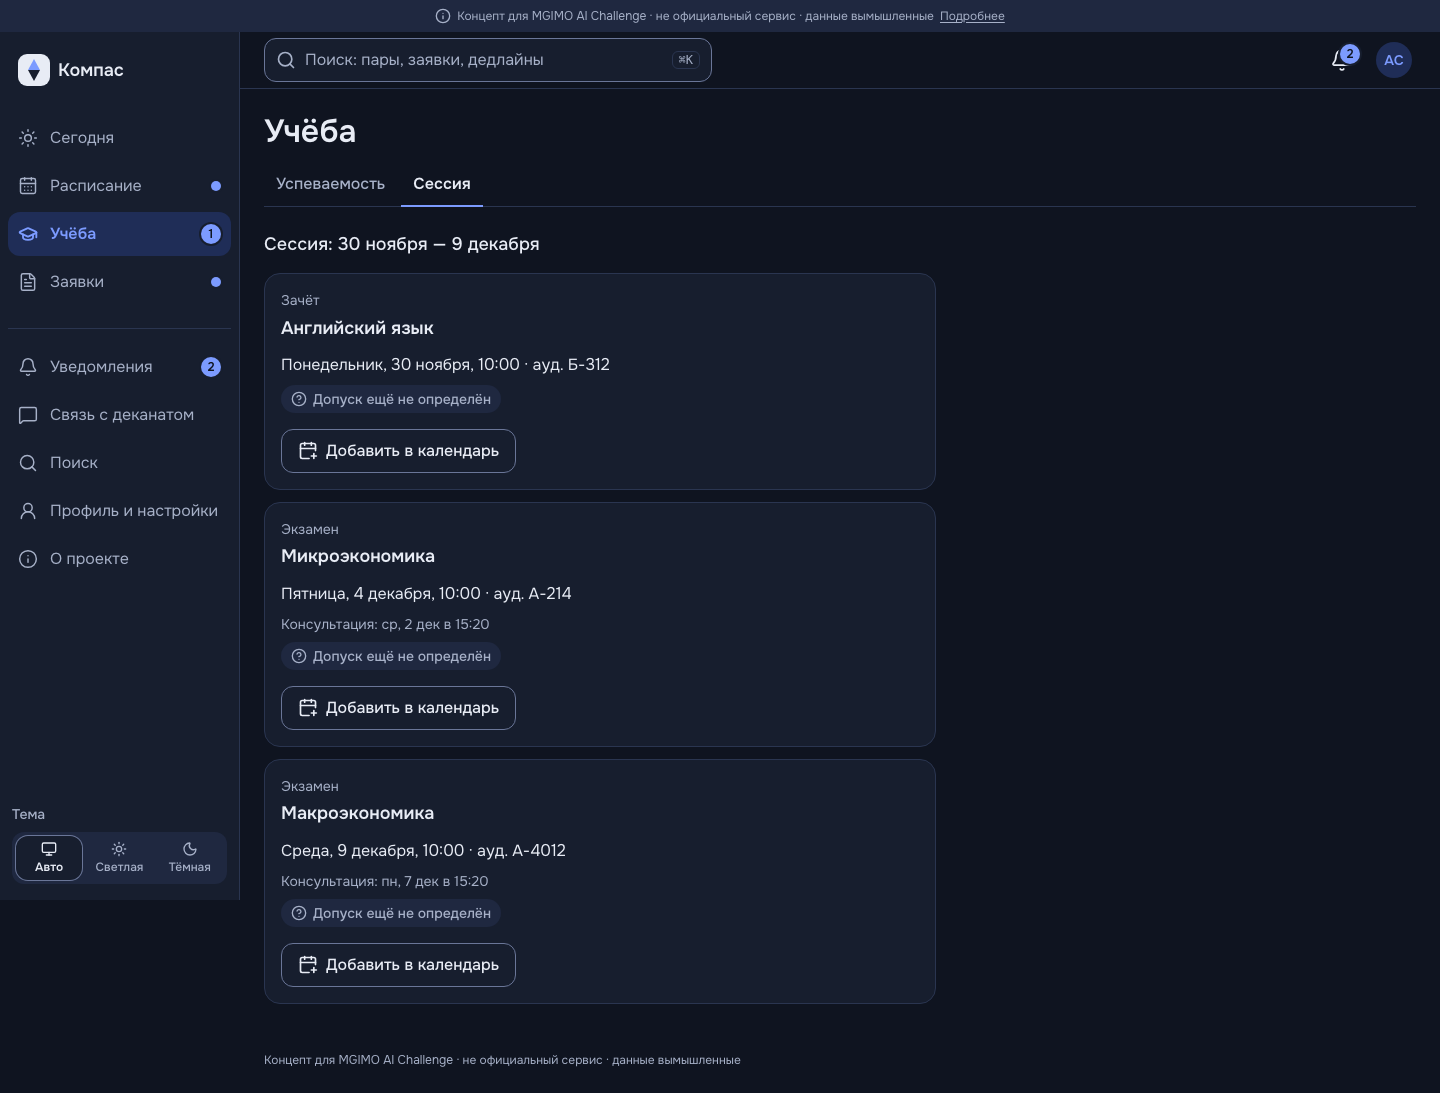 Концепт для MGIMO AI Challenge · не официальный сервис · данные вымышленные Подробнее
Компас
Поиск: пары, заявки, дедлайны ⌘K
2
АС
Сегодня
Расписание
Учёба 1
Заявки
Уведомления 2
Связь с деканатом
Поиск
Профиль и настройки
О проекте
Тема
Авто Светлая Тёмная
Учёба
Успеваемость Сессия
Сессия: 30 ноября — 9 декабря
Зачёт
Английский язык
Понедельник, 30 ноября, 10:00 · ауд. Б-312
Допуск ещё не определён
Добавить в календарь
Экзамен
Микроэкономика
Пятница, 4 декабря, 10:00 · ауд. А-214
Консультация: ср, 2 дек в 15:20
Допуск ещё не определён
Добавить в календарь
Экзамен
Макроэкономика
Среда, 9 декабря, 10:00 · ауд. А-4012
Консультация: пн, 7 дек в 15:20
Допуск ещё не определён
Добавить в календарь
Концепт для MGIMO AI Challenge · не официальный сервис · данные вымышленные